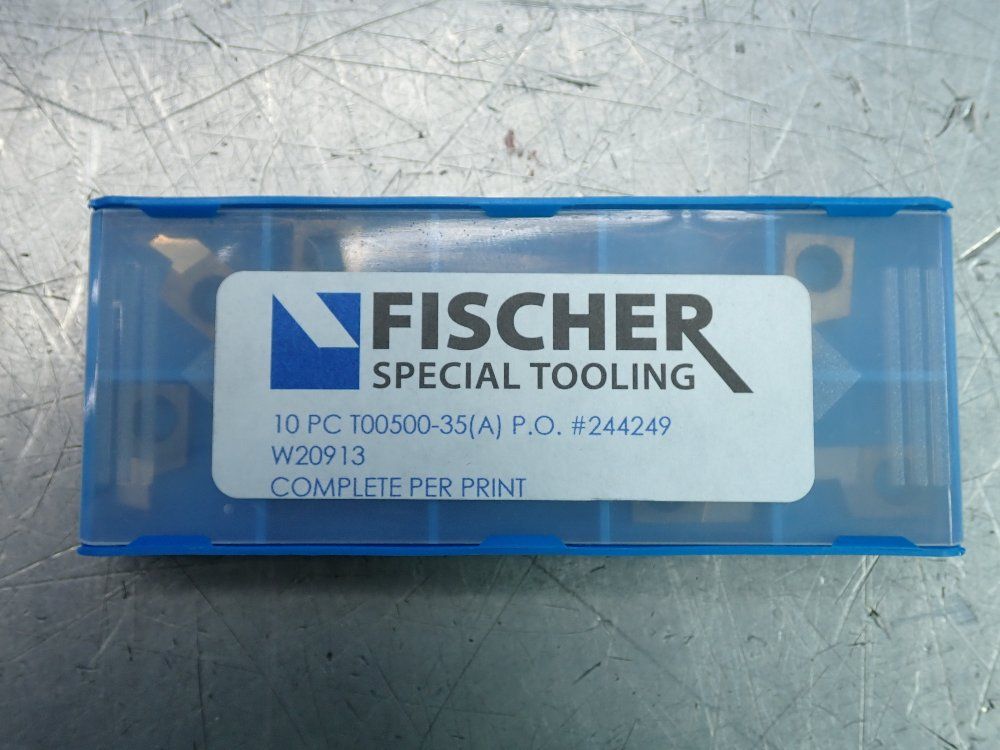 FISCHER
SPECIAL TOOLING
10 PC T00500-35(A) P.O. #244249
W20913
COMPLETE PER PRINT